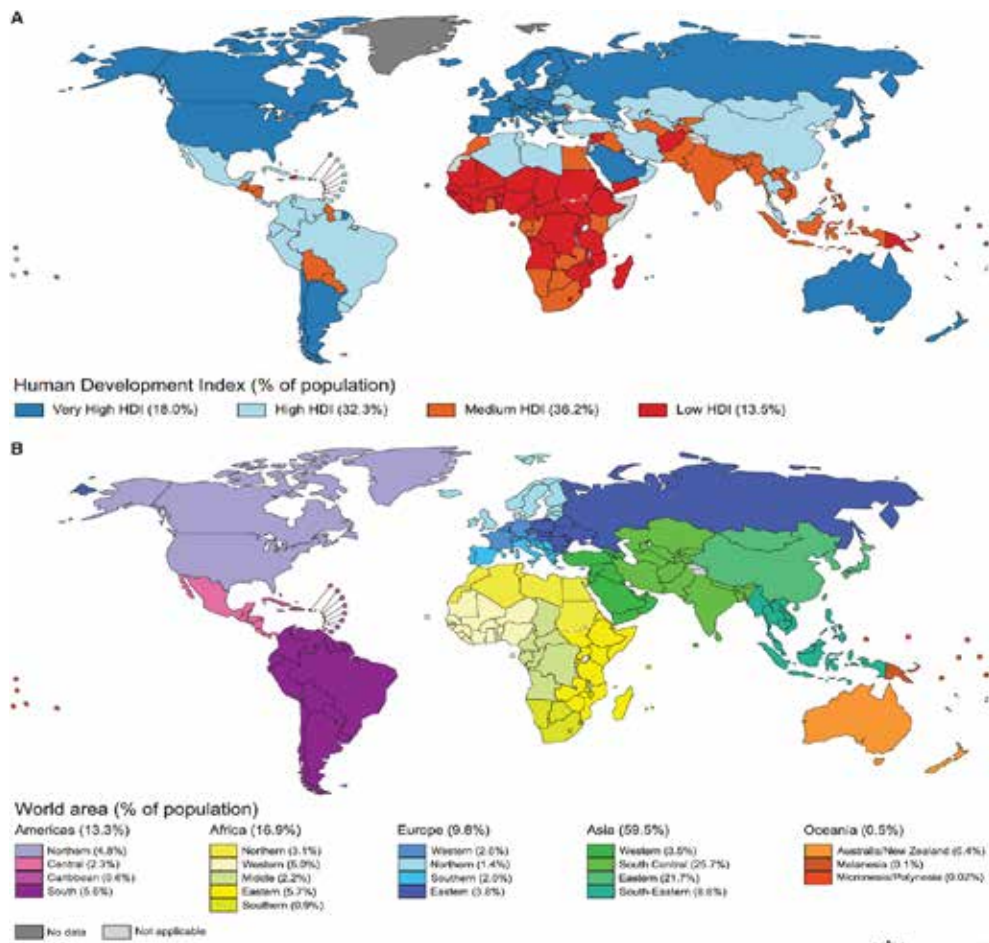 A
Human Development Index (% of population)
Very High HDI (18.0%)
High HDI (32.3%)
Medium HDI (36.2%)
Low HDI (13.5%)
B
World area (% of population)
Americas (13.3%)
Northern (4.8%)
Central (2.3%)
Caribbean (0.6%)
South (5.6%)
Africa (16.9%)
Northern (3.1%)
Western (5.0%)
Middle (2.2%)
Eastern (5.7%)
Southern (0.9%)
Europe (9.8%)
Western (2.6%)
Northern (1.4%)
Southern (2.0%)
Eastern (3.8%)
Asia (59.5%)
Western (3.5%)
South Central (25.7%)
Eastern (21.7%)
South-Eastern (8.6%)
Oceania (0.5%)
Australia/New Zealand (0.4%)
Melanesia (0.1%)
Micronesia/Polynesia (0.02%)
No data
Not applicable